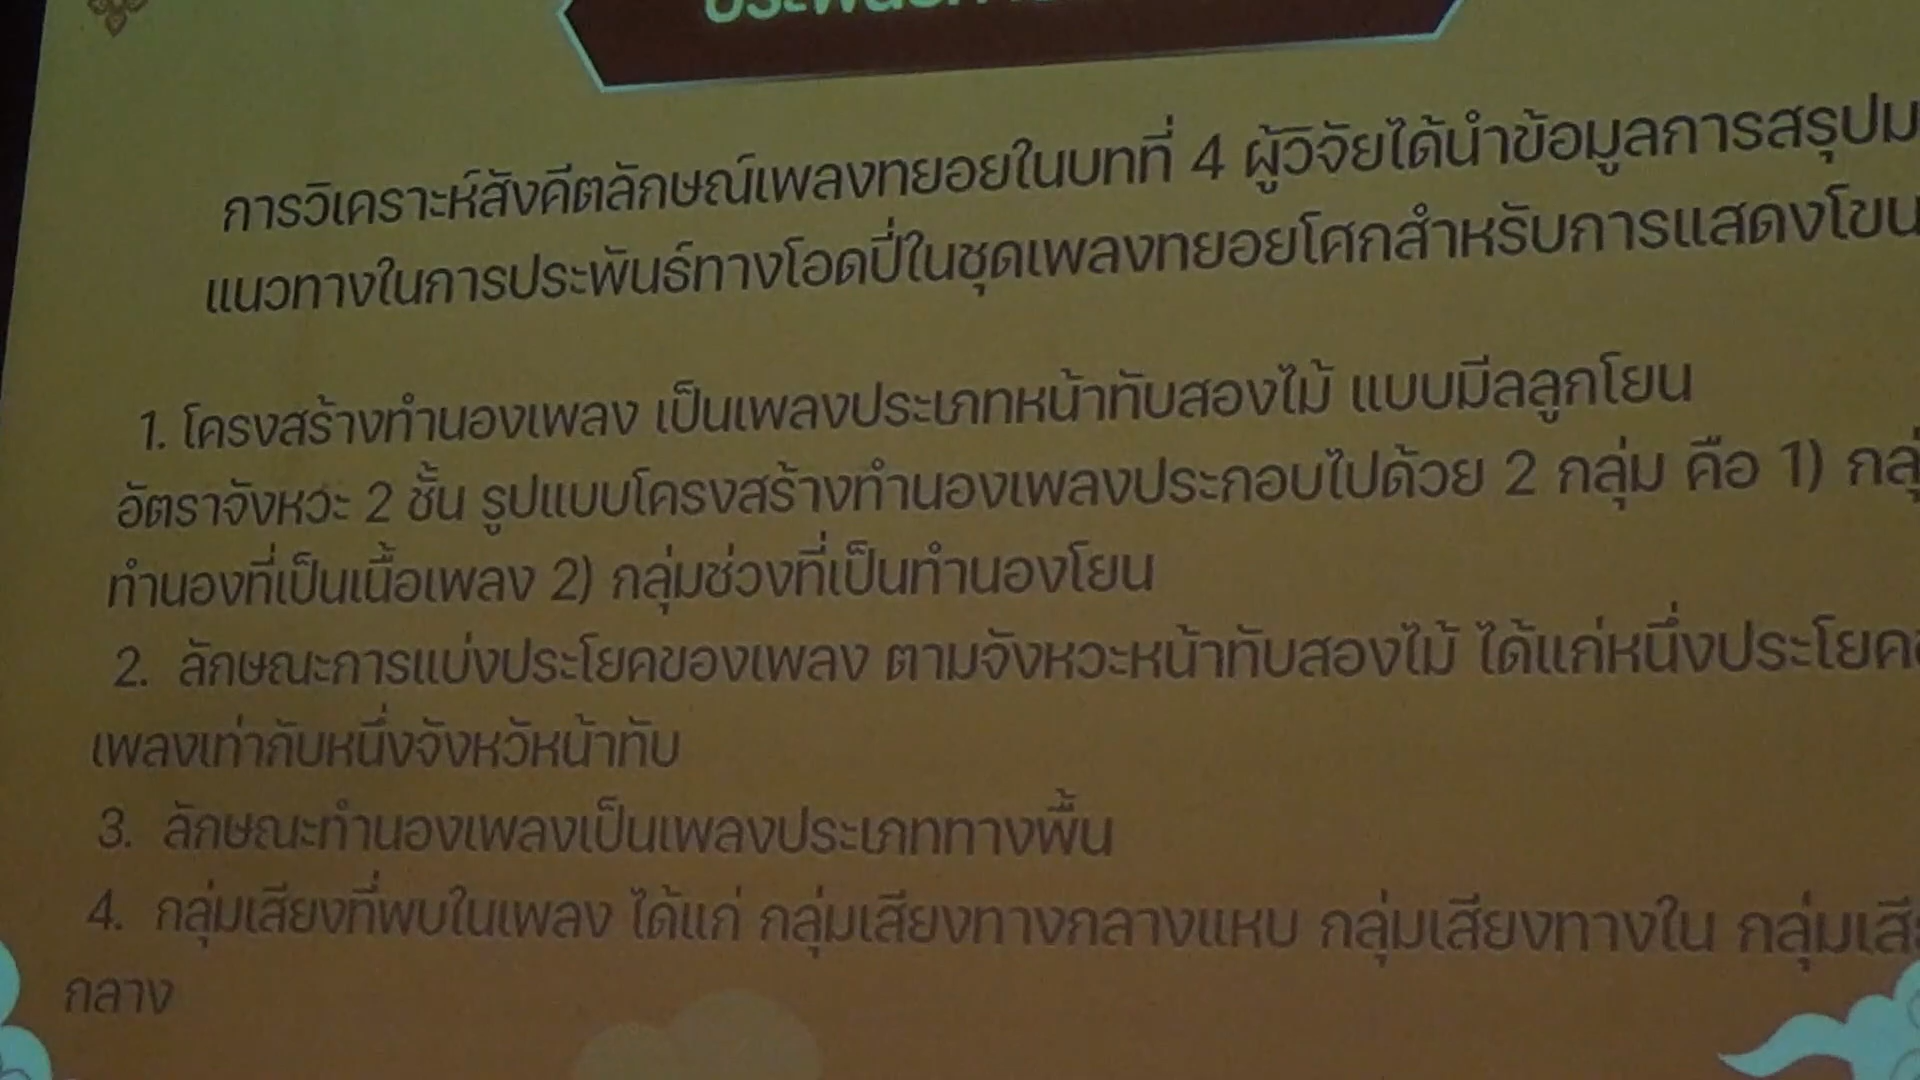 การวิเคราะห์สังคีตลักษณ์เพลงทยอยในบทที่ 4 ผู้วิจัยได้นำข้อมูลการสรุปม
แนวทางในการประพันธ์ทางโอดปี่ในชุดเพลงทยอยโศกสำหรับการแสดงโขน
1. โครงสร้างทำนองเพลง เป็นเพลงประเภทหน้าทับสองไม้ แบบมีลลูกโยน
อัตราจังหวะ 2 ชั้น รูปแบบโครงสร้างทำนองเพลงประกอบไปด้วย 2 กลุ่ม คือ 1)
ทำนองที่เป็นเนื้อเพลง 2) กลุ่มช่วงที่เป็นทำนองโยน
2. ลักษณะการแบ่งประโยคของเพลง ตามจังหวะหน้าทับสองไม้ ได้แก่หนึ่งประโยค
เพลงเท่ากับหนึ่งจังหวัหน้าทับ
3. ลักษณะทำนองเพลงเป็นเพลงประเภททางพื้น
4. กลุ่มเสียงที่พบในเพลง ได้แก่ กลุ่มเสียงทางกลางแหบ กลุ่มเสียงทางใน
กลาง